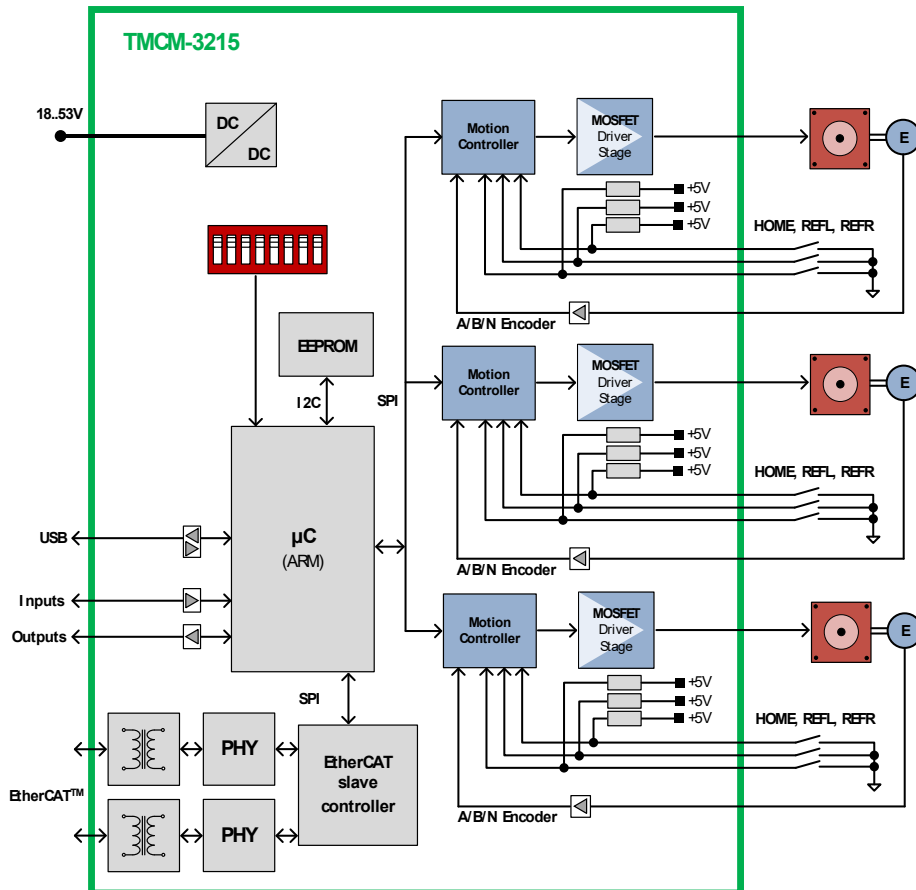 TMCM-3215
18..53V
DC
DC
Motion
Controller
MOSFET
Driver
Stage
E
+5V
+5V
+5V
HOME, REFL, REFR
A/B/N Encoder
EEPROM
I2C
SPI
Motion
Controller
MOSFET
Driver
Stage
E
+5V
+5V
+5V
HOME, REFL, REFR
A/B/N Encoder
µC
(ARM)
USB
Inputs
Outputs
SPI
Motion
Controller
MOSFET
Driver
Stage
E
+5V
+5V
+5V
HOME, REFL, REFR
A/B/N Encoder
PHY
EtherCAT
slave
controller
EtherCAT™
PHY